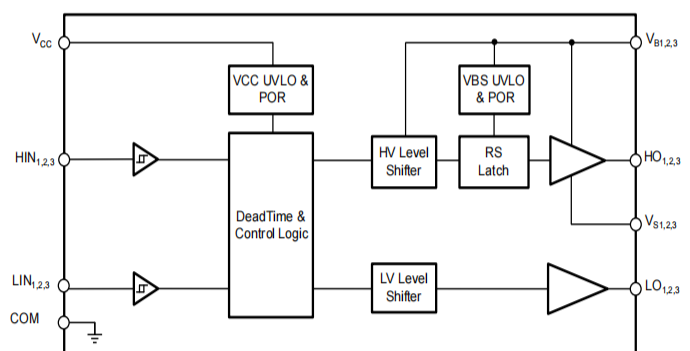 VCC
VB1,2,3
VCC UVLO &
POR
VBS UVLO
& POR
HIN1,2,3
HV Level
Shifter
RS
Latch
HO1,2,3
DeadTime &
Control Logic
VS1,2,3
LIN1,2,3
LV Level
Shifter
LO1,2,3
COM